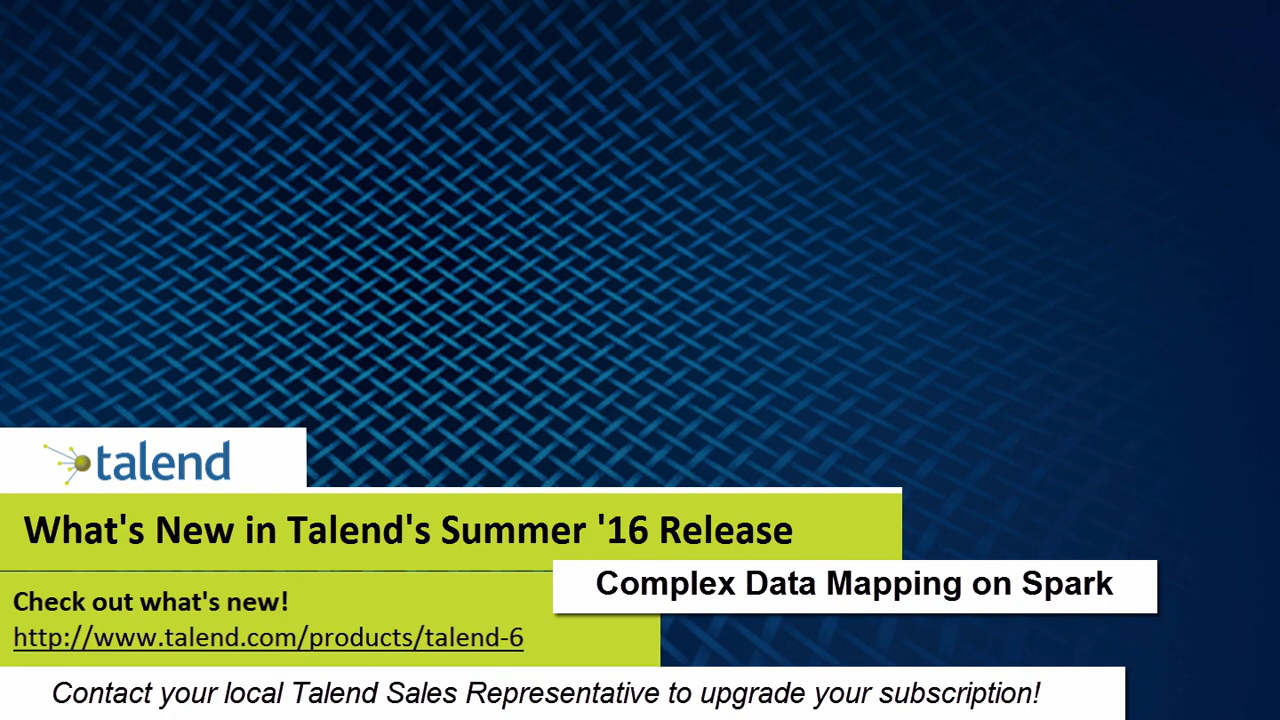 talend
What's New in Talend's Summer '16 Release
Complex Data Mapping on Spark
Check out what's new!
http://www.talend.com/products/talend-6
Contact your local Talend Sales Representative to upgrade your subscription!